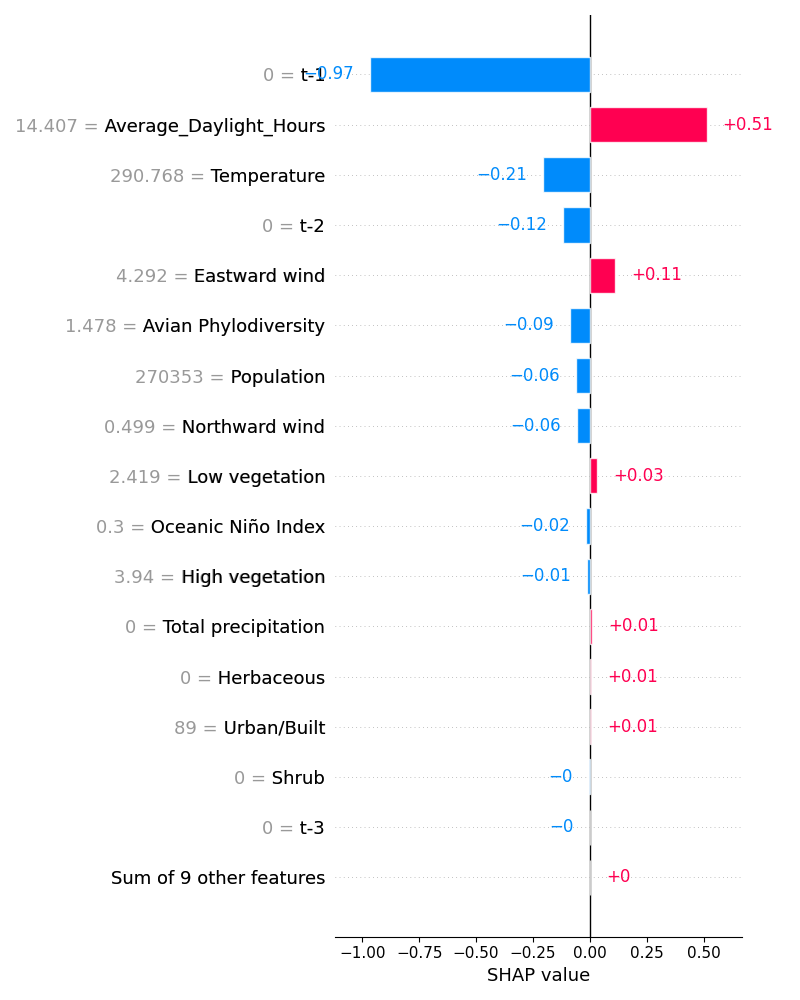 0 = t-1 −0.97
14.407 = Average_Daylight_Hours +0.51
290.768 = Temperature −0.21
0 = t-2 −0.12
4.292 = Eastward wind +0.11
1.478 = Avian Phylodiversity −0.09
270353 = Population −0.06
0.499 = Northward wind −0.06
2.419 = Low vegetation +0.03
0.3 = Oceanic Niño Index −0.02
3.94 = High vegetation −0.01
0 = Total precipitation +0.01
0 = Herbaceous +0.01
89 = Urban/Built +0.01
0 = Shrub −0
0 = t-3 −0
Sum of 9 other features +0
−1.00 −0.75 −0.50 −0.25 0.00 0.25 0.50
SHAP value